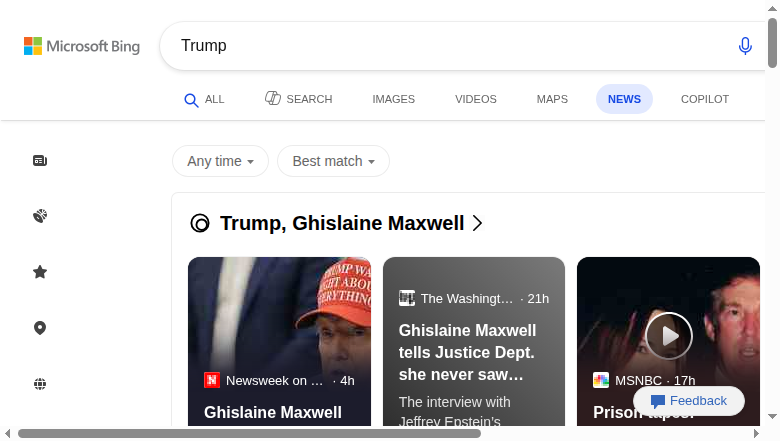 Microsoft Bing
Trump
ALL
SEARCH
IMAGES
VIDEOS
MAPS
NEWS
COPILOT
Any time
Best match
Trump, Ghislaine Maxwell
TRUMP WA
RIGHT ABOU
EVERYTHING
Newsweek on … · 4h
Ghislaine Maxwell
The Washingt… · 21h
Ghislaine Maxwell
tells Justice Dept.
she never saw…
The interview with
Jeffrey Epstein's
MSNBC · 17h
Prison tapes:
Feedback